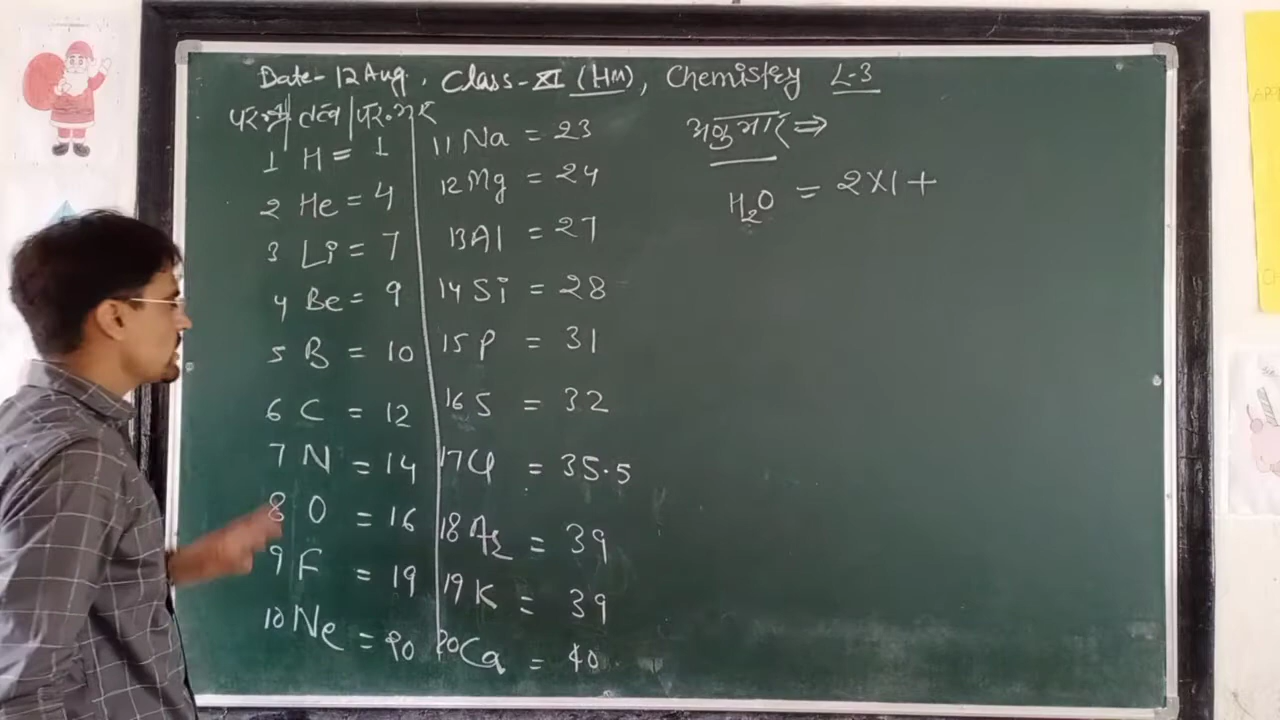 Date- 12 Aug, Class-XI (HM), Chemistry L-3
तत्व
1 H = 1
2 He = 4
3 Li = 7
4 Be = 9
5 B = 10
6 C = 12
7 N = 14
8 O = 16
9 F = 19
10 Ne = 20
11 Na = 23
12 Mg = 24
13 Al = 27
14 Si = 28
15 P = 31
16 S = 32
17 Cl = 35.5
18 Ar = 39
19 K = 39
20 Ca = 40
अनुभार ⇒
H₂O = 2×1 +